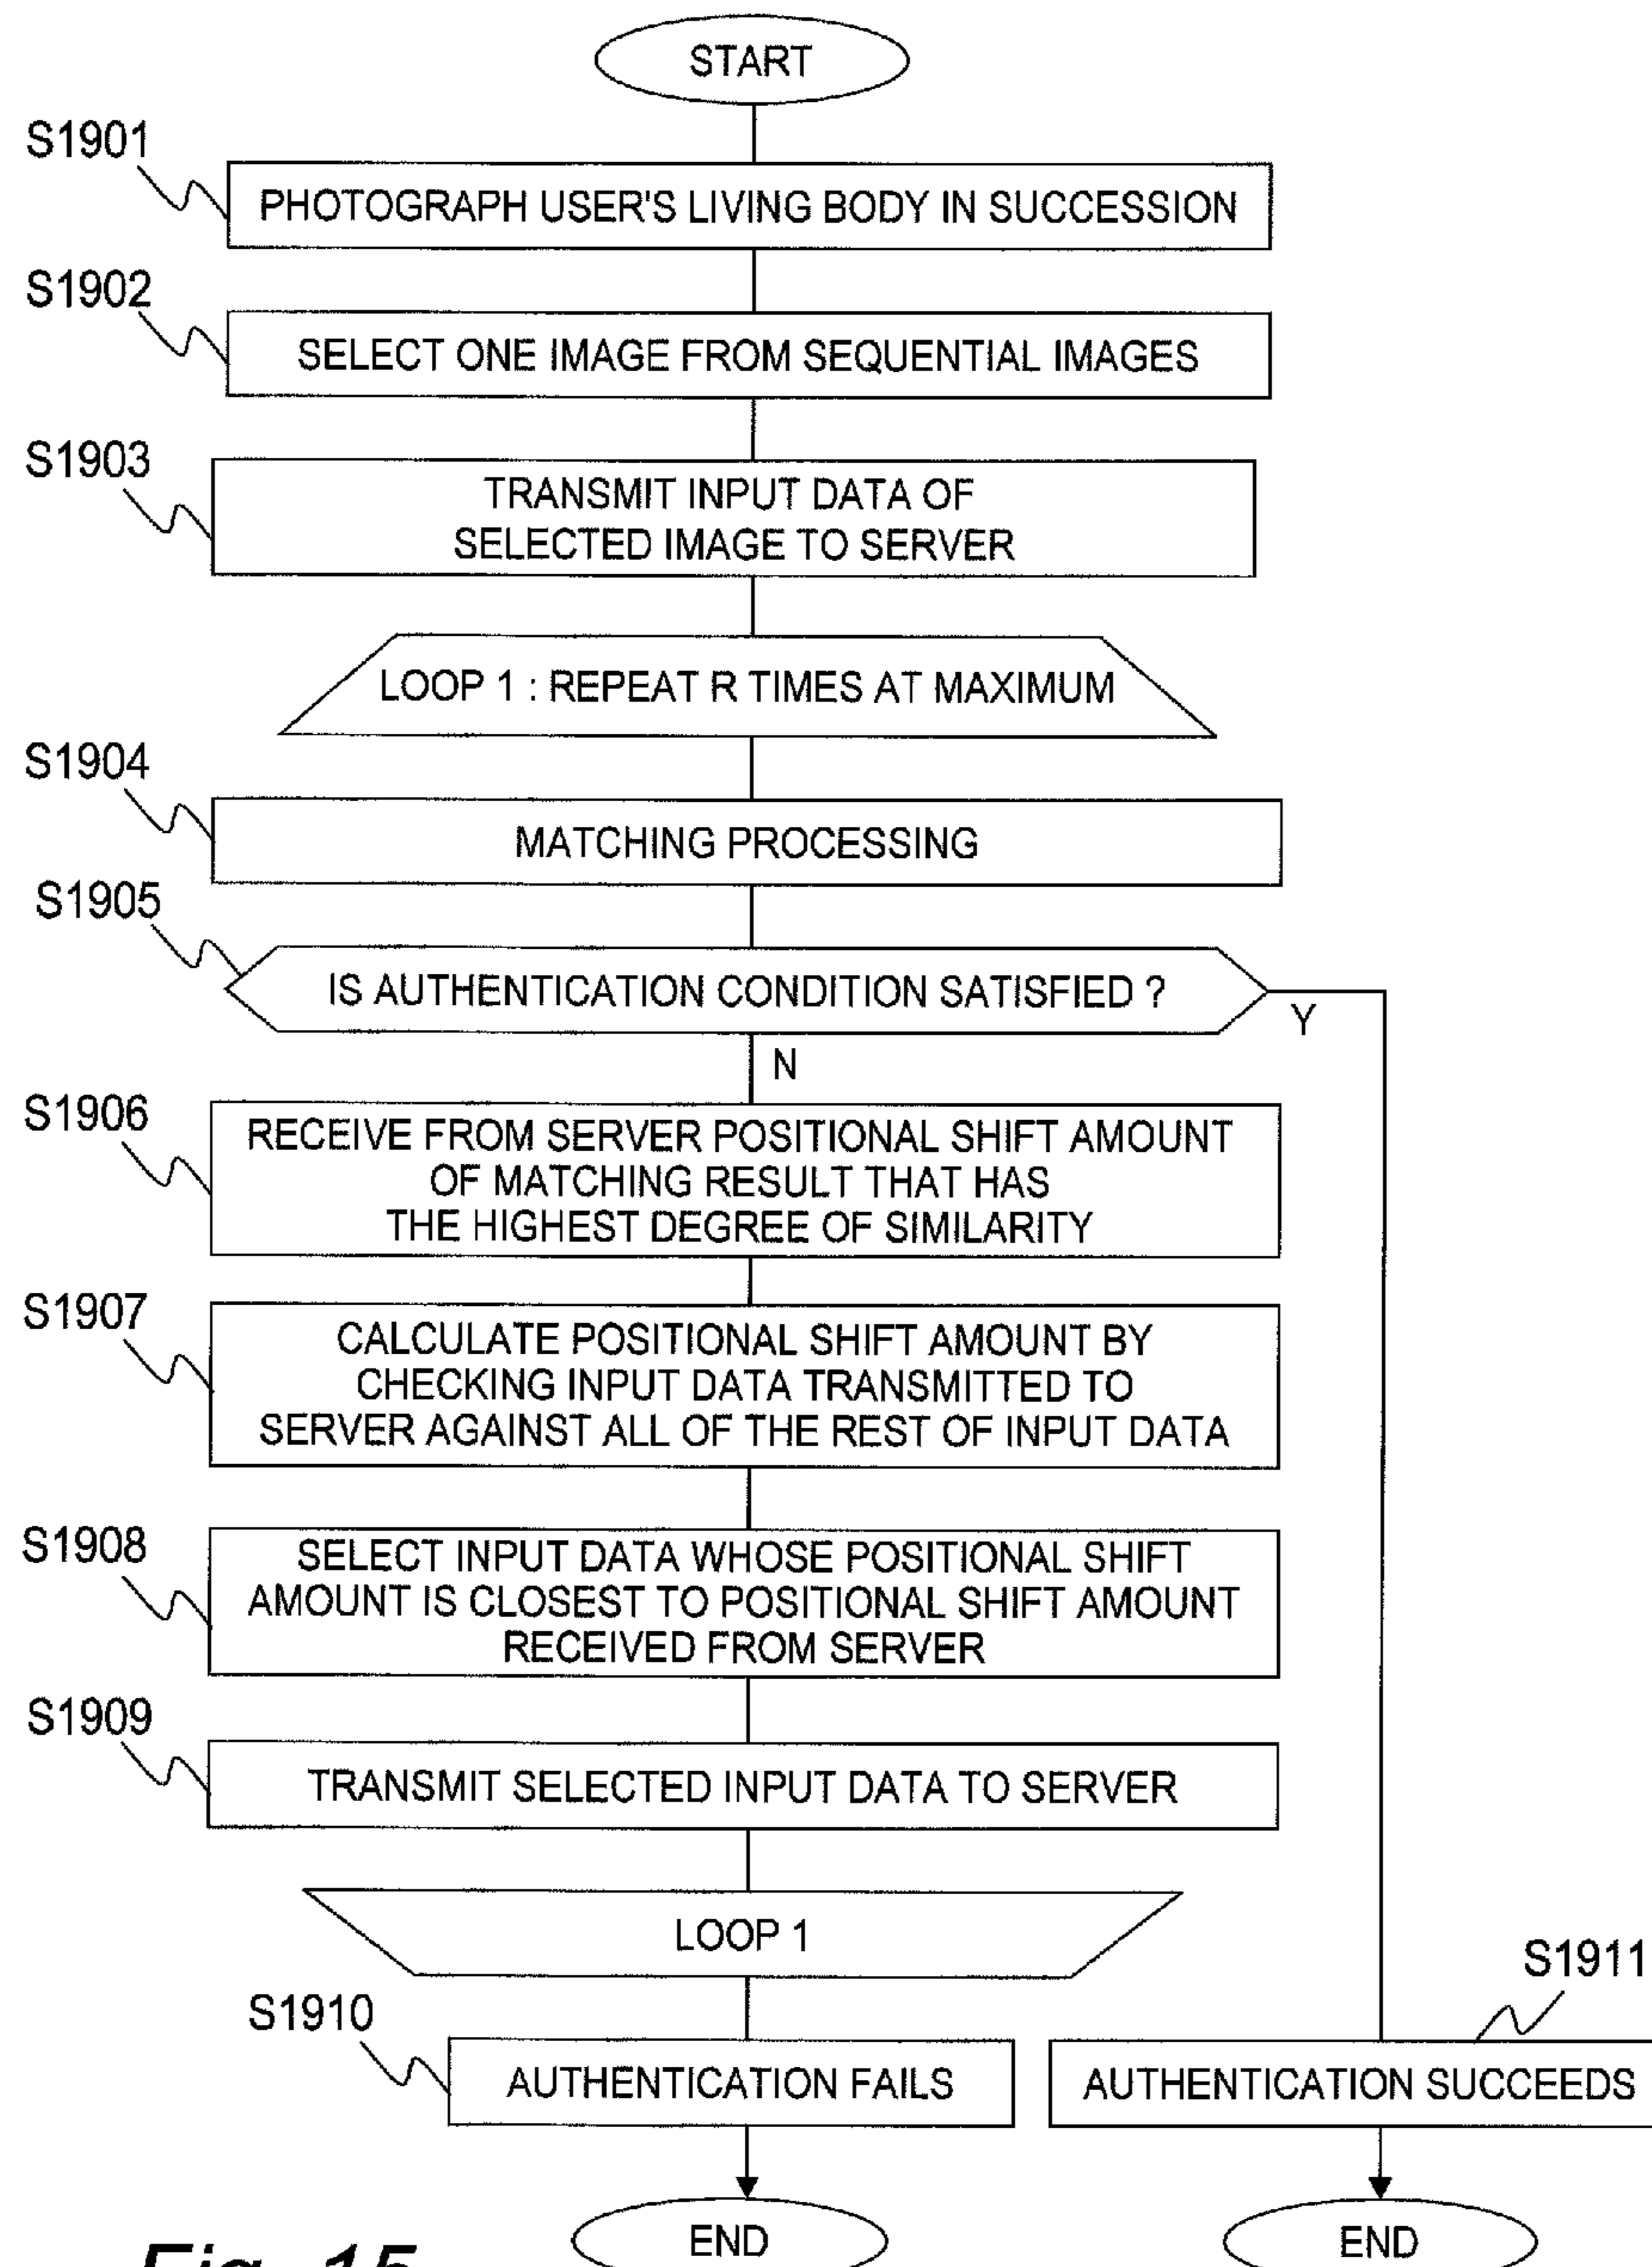 START
S1901
PHOTOGRAPH USER'S LIVING BODY IN SUCCESSION
S1902
SELECT ONE IMAGE FROM SEQUENTIAL IMAGES
S1903
TRANSMIT INPUT DATA OF
SELECTED IMAGE TO SERVER
LOOP 1 : REPEAT R TIMES AT MAXIMUM
S1904
MATCHING PROCESSING
S1905
IS AUTHENTICATION CONDITION SATISFIED ?
Y
N
S1906
RECEIVE FROM SERVER POSITIONAL SHIFT AMOUNT
OF MATCHING RESULT THAT HAS
THE HIGHEST DEGREE OF SIMILARITY
S1907
CALCULATE POSITIONAL SHIFT AMOUNT BY
CHECKING INPUT DATA TRANSMITTED TO
SERVER AGAINST ALL OF THE REST OF INPUT DATA
S1908
SELECT INPUT DATA WHOSE POSITIONAL SHIFT
AMOUNT IS CLOSEST TO POSITIONAL SHIFT AMOUNT
RECEIVED FROM SERVER
S1909
TRANSMIT SELECTED INPUT DATA TO SERVER
LOOP 1
S1910
AUTHENTICATION FAILS
S1911
AUTHENTICATION SUCCEEDS
END
END
Fig. 15